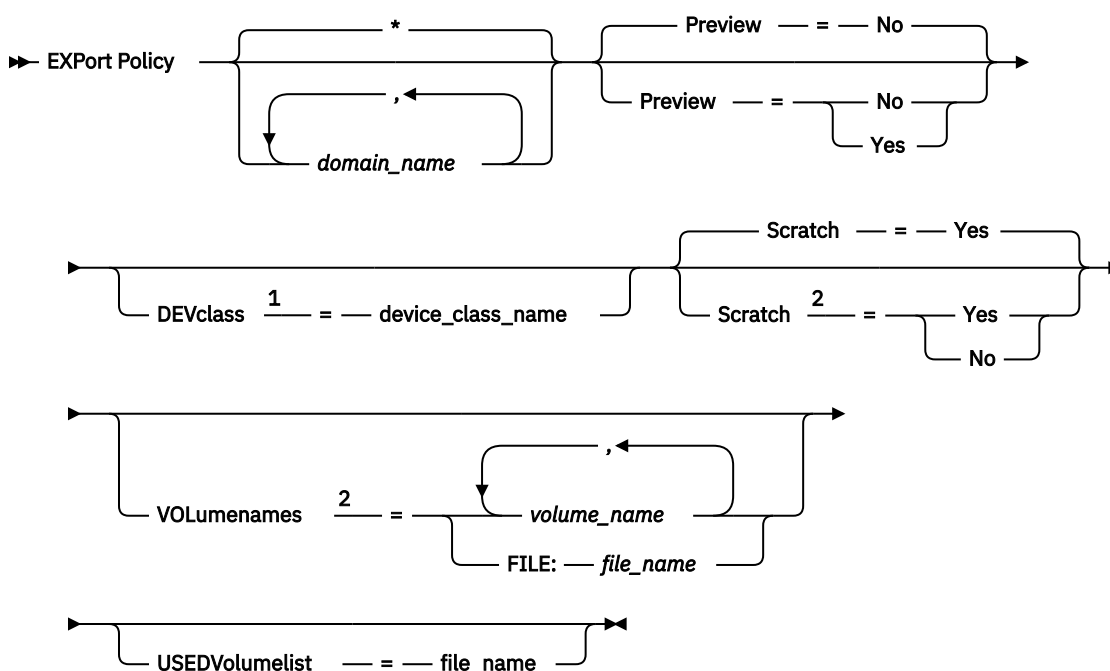 *
Preview = No
EXPort Policy
,
domain_name
Preview = No
Yes
Scratch = Yes
DEVclass 1 = device_class_name
Scratch 2 = Yes
No
,
VOLumenames 2 = volume_name
FILE: file_name
USEDVolumelist = file_name